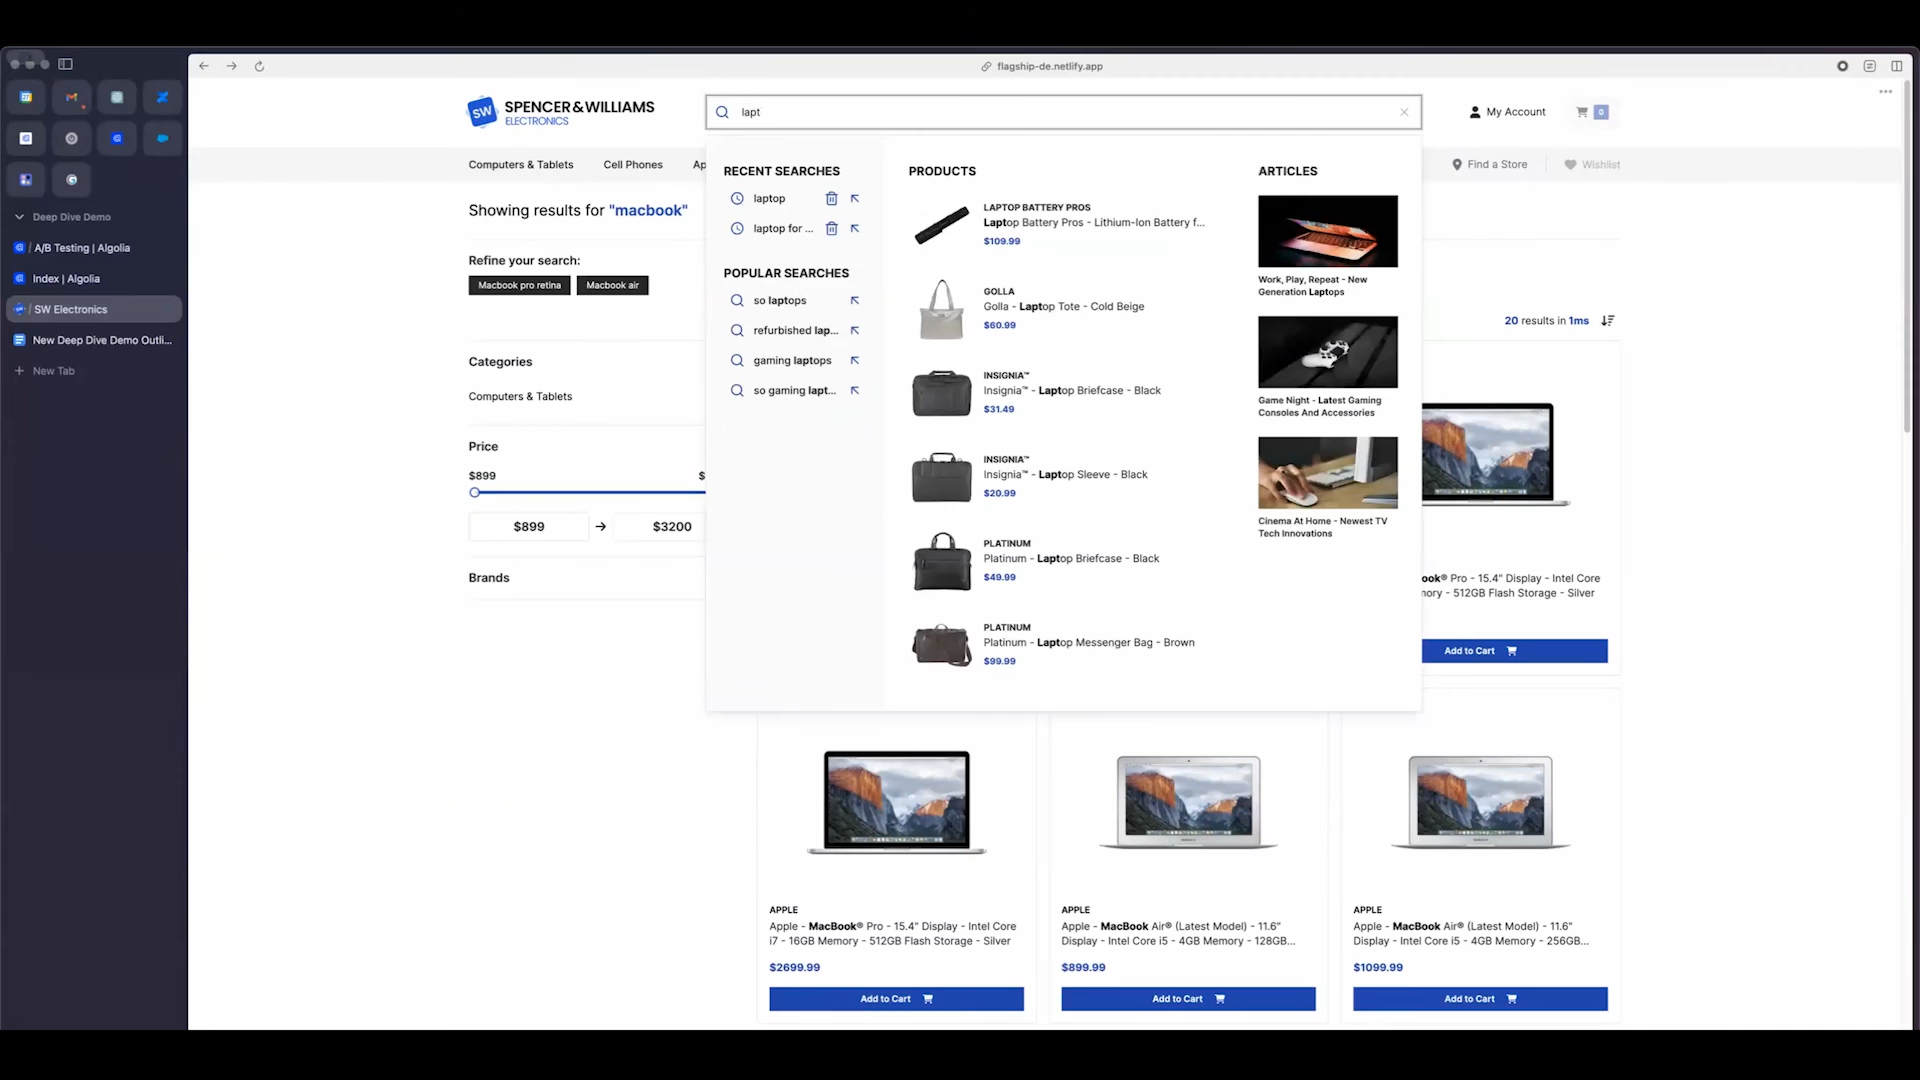 Deep Dive Demo
/ A/B Testing | Algolia
Index | Algolia
/ SW Electronics
New Deep Dive Demo Outli...
New Tab
flagship-de.netlify.app
SW
SPENCER & WILLIAMS
ELECTRONICS
lapt
My Account
0
Computers & Tablets
Cell Phones
Ap
Find a Store
Wishlist
Showing results for "macbook"
Refine your search:
Macbook pro retina
Macbook air
Categories
Computers & Tablets
Price
$899
$
$899
$3200
Brands
RECENT SEARCHES
laptop
laptop for ...
POPULAR SEARCHES
so laptops
refurbished lap...
gaming laptops
so gaming lapt...
PRODUCTS
LAPTOP BATTERY PROS
Laptop Battery Pros - Lithium-Ion Battery f...
$109.99
GOLLA
Golla - Laptop Tote - Cold Beige
$60.99
INSIGNIA™
Insignia™ - Laptop Briefcase - Black
$31.49
INSIGNIA™
Insignia™ - Laptop Sleeve - Black
$20.99
PLATINUM
Platinum - Laptop Briefcase - Black
$49.99
PLATINUM
Platinum - Laptop Messenger Bag - Brown
$99.99
ARTICLES
Work, Play, Repeat - New
Generation Laptops
Game Night - Latest Gaming
Consoles And Accessories
Cinema At Home - Newest TV
Tech Innovations
20 results in 1ms
ook® Pro - 15.4" Display - Intel Core
nory - 512GB Flash Storage - Silver
Add to Cart
APPLE
Apple - MacBook® Pro - 15.4" Display - Intel Core
i7 - 16GB Memory - 512GB Flash Storage - Silver
$2699.99
Add to Cart
APPLE
Apple - MacBook Air® (Latest Model) - 11.6"
Display - Intel Core i5 - 4GB Memory - 128GB...
$899.99
Add to Cart
APPLE
Apple - MacBook Air® (Latest Model) - 11.6"
Display - Intel Core i5 - 4GB Memory - 256GB...
$1099.99
Add to Cart